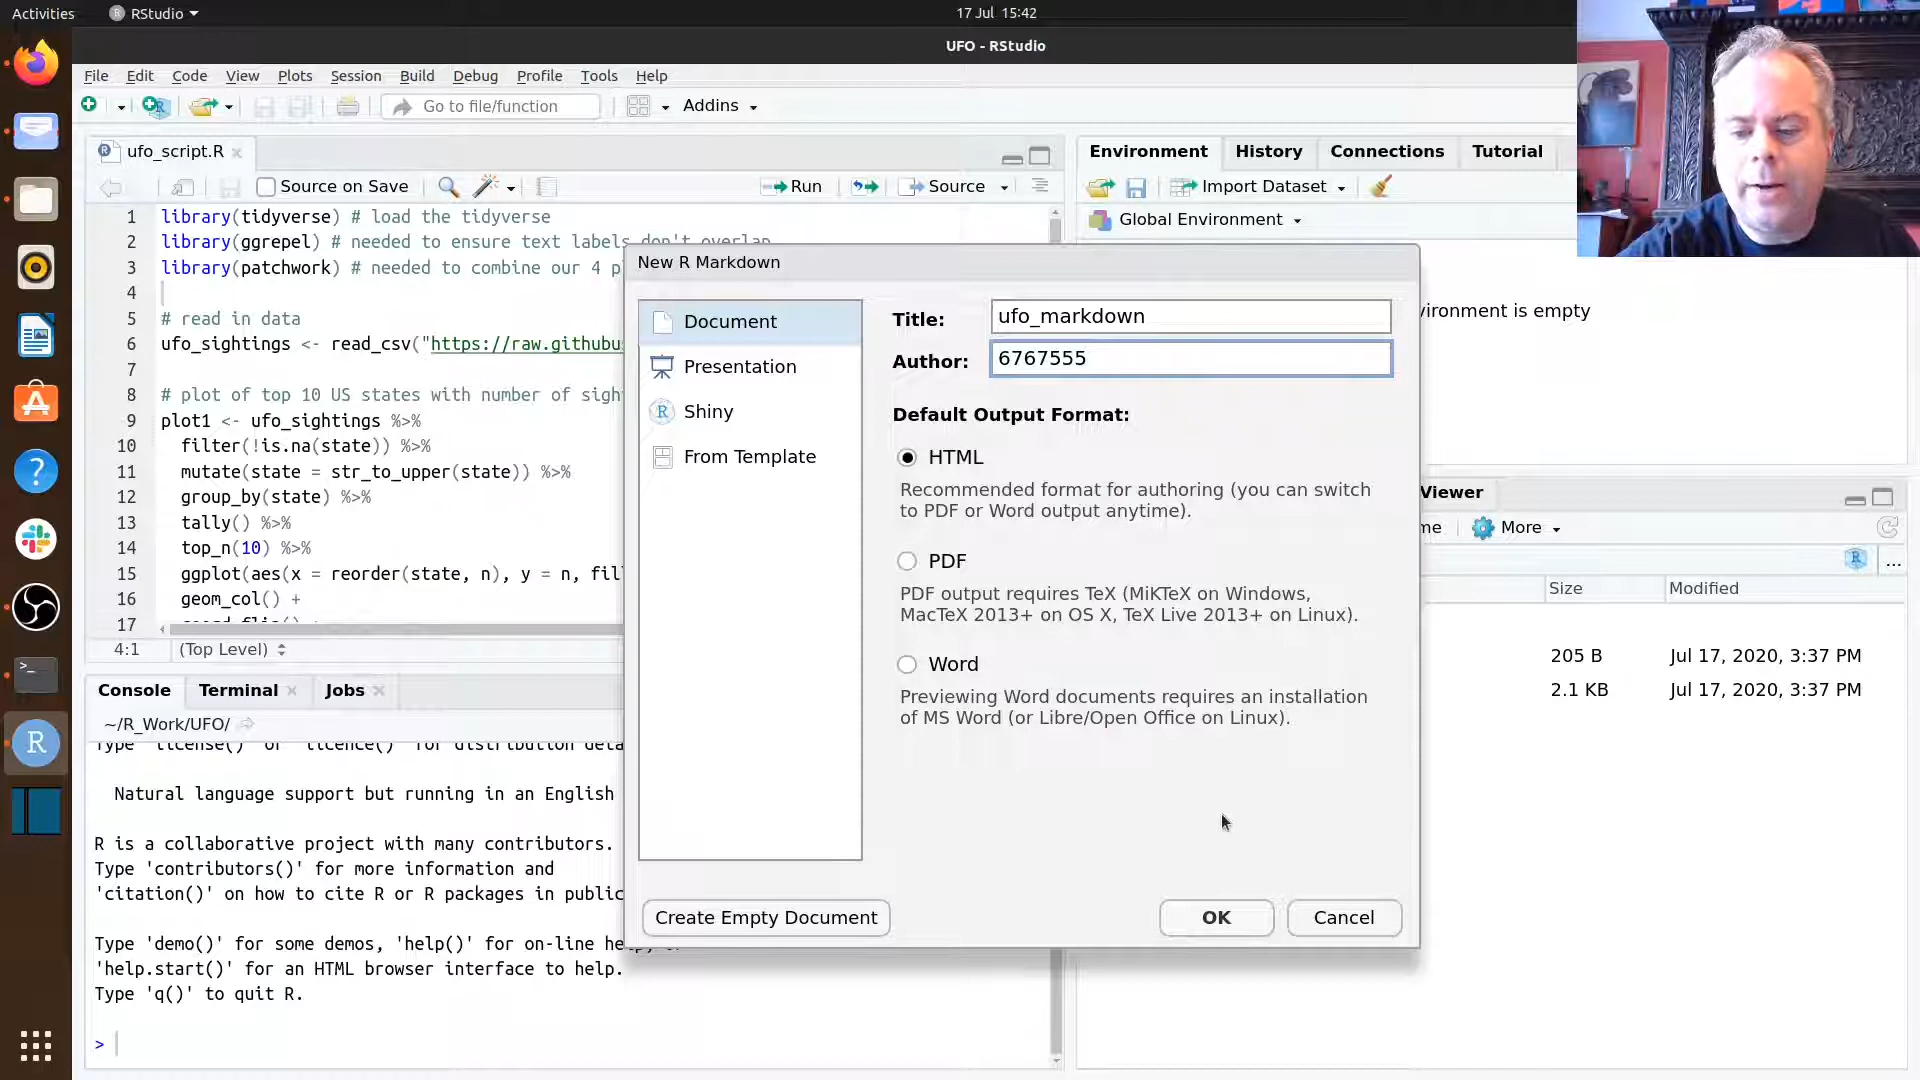 Activities
RStudio
17 Jul 15:42
UFO - RStudio
File Edit Code View Plots Session Build Debug Profile Tools Help
Go to file/function
Addins
ufo_script.R
Source on Save
Run
Source
1 library(tidyverse) # load the tidyverse
2 library(ggrepel) # needed to ensure text labels don't overlap
3 library(patchwork) # needed to combine our 4 p
4
5 # read in data
6 ufo_sightings <- read_csv("https://raw.githubu
7
8 # plot of top 10 US states with number of sigh
9 plot1 <- ufo_sightings %>%
10 filter(!is.na(state)) %>%
11 mutate(state = str_to_upper(state)) %>%
12 group_by(state) %>%
13 tally() %>%
14 top_n(10) %>%
15 ggplot(aes(x = reorder(state, n), y = n, fil
16 geom_col() +
17
4:1 (Top Level)
Console Terminal Jobs
~/R_Work/UFO/
Type 'license()' or 'licence()' for distribution deta
Natural language support but running in an English
R is a collaborative project with many contributors.
Type 'contributors()' for more information and
'citation()' on how to cite R or R packages in public
Type 'demo()' for some demos, 'help()' for on-line help, or
'help.start()' for an HTML browser interface to help.
Type 'q()' to quit R.
>
New R Markdown
Document
Presentation
Shiny
From Template
Title: ufo_markdown
Author: 6767555
Default Output Format:
HTML
Recommended format for authoring (you can switch
to PDF or Word output anytime).
PDF
PDF output requires TeX (MiKTeX on Windows,
MacTeX 2013+ on OS X, TeX Live 2013+ on Linux).
Word
Previewing Word documents requires an installation
of MS Word (or Libre/Open Office on Linux).
Create Empty Document
OK
Cancel
Environment History Connections Tutorial
Import Dataset
Global Environment
vironment is empty
Viewer
me More
...
Size Modified
205 B Jul 17, 2020, 3:37 PM
2.1 KB Jul 17, 2020, 3:37 PM